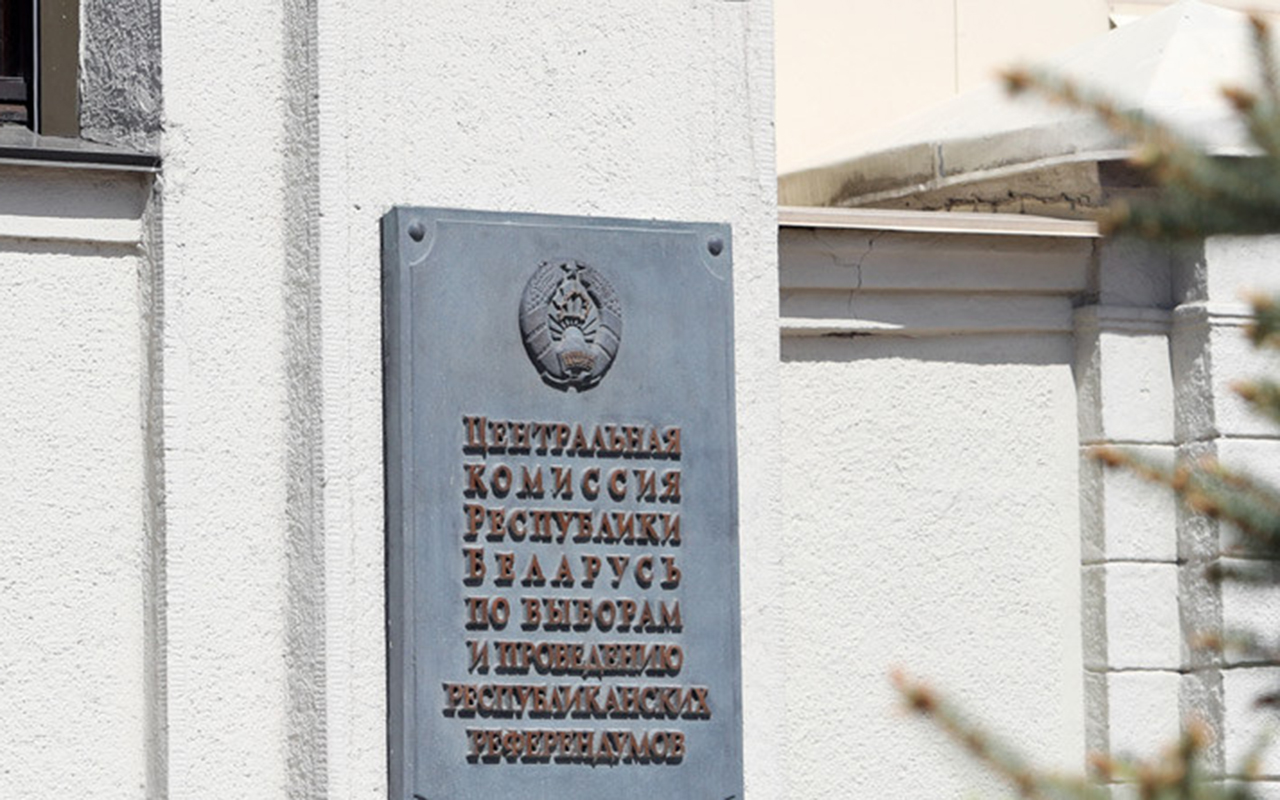 Центральная
комиссия
Республики
Беларусь
по выборам
и проведению
республиканских
референдумов